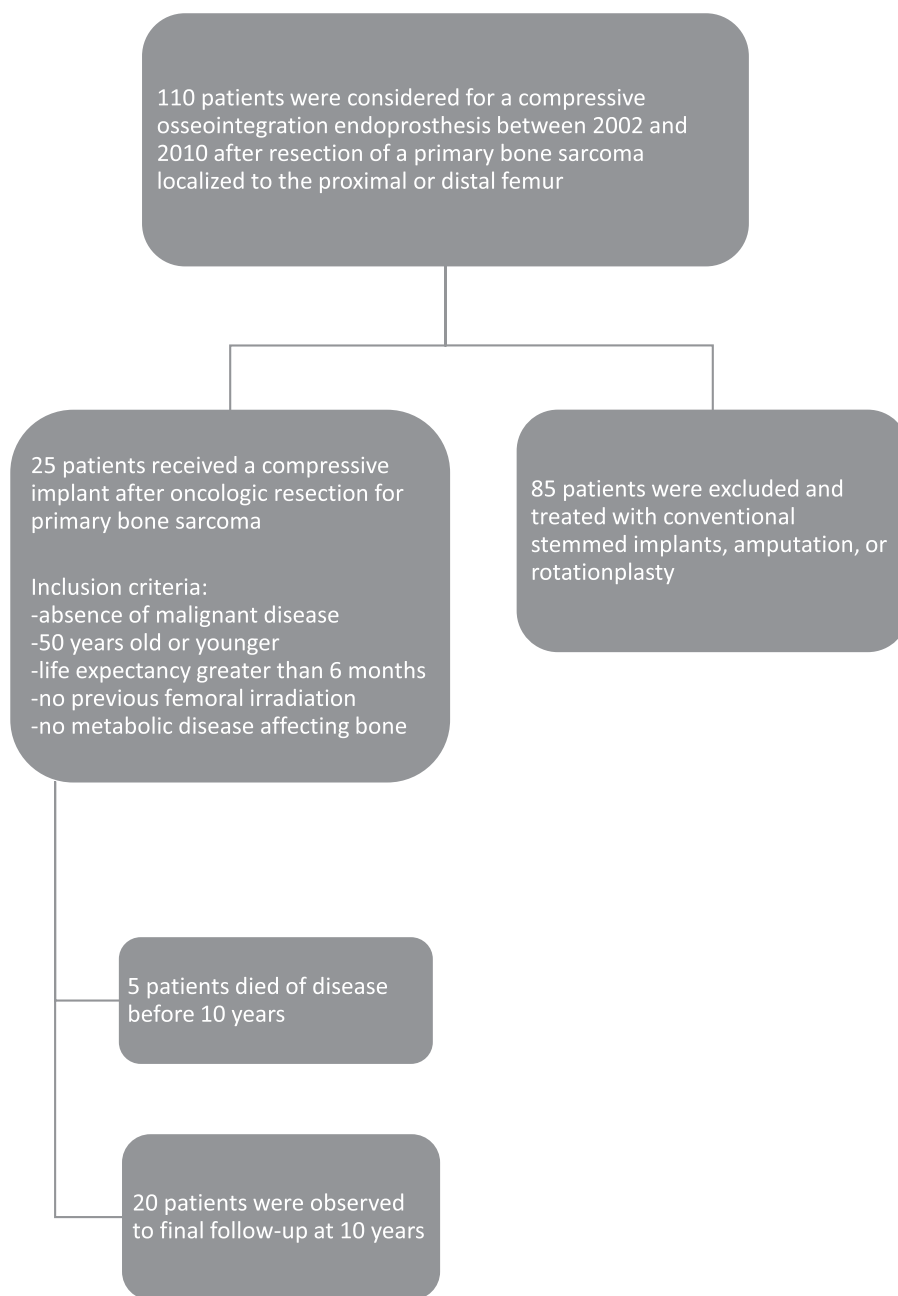 110 patients were considered for a compressive
osseointegration endoprosthesis between 2002 and
2010 after resection of a primary bone sarcoma
localized to the proximal or distal femur
25 patients received a compressive
implant after oncologic resection for
primary bone sarcoma
Inclusion criteria:
-absence of malignant disease
-50 years old or younger
-life expectancy greater than 6 months
-no previous femoral irradiation
-no metabolic disease affecting bone
85 patients were excluded and
treated with conventional
stemmed implants, amputation, or
rotationplasty
5 patients died of disease
before 10 years
20 patients were observed
to final follow-up at 10 years